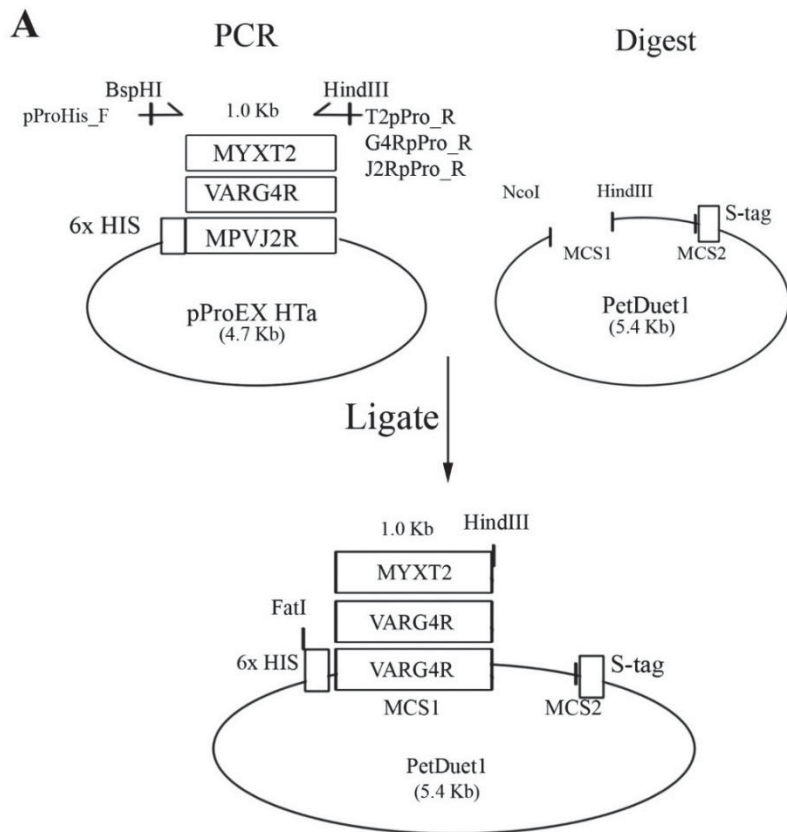 A
PCR
Digest
BspHI
HindIII
pProHis_F
1.0 Kb
T2pPro_R
G4RpPro_R
J2RpPro_R
MYXT2
VARG4R
6x HIS
MPVJ2R
pProEX HTa
(4.7 Kb)
NcoI
HindIII
S-tag
MCS1
MCS2
PetDuet1
(5.4 Kb)
Ligate
1.0 Kb
HindIII
MYXT2
FatI
VARG4R
6x HIS
VARG4R
S-tag
MCS1
MCS2
PetDuet1
(5.4 Kb)